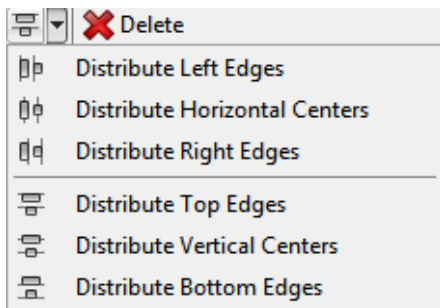 Delete
Distribute Left Edges
Distribute Horizontal Centers
Distribute Right Edges
Distribute Top Edges
Distribute Vertical Centers
Distribute Bottom Edges